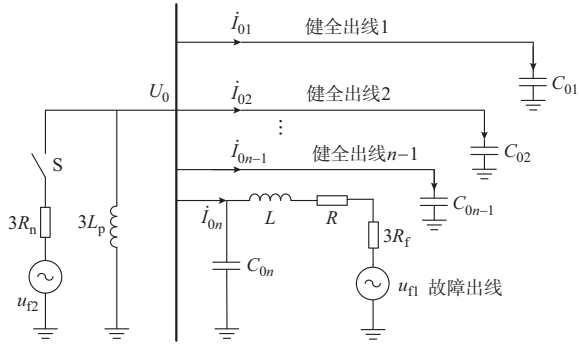 İ01 健全出线1
C01
U0 İ02 健全出线2
⋮
C02
S İ0n−1 健全出线n−1
C0n−1
İ0n L R
3Rn 3Lp 3Rf
C0n
uf2 uf1 故障出线